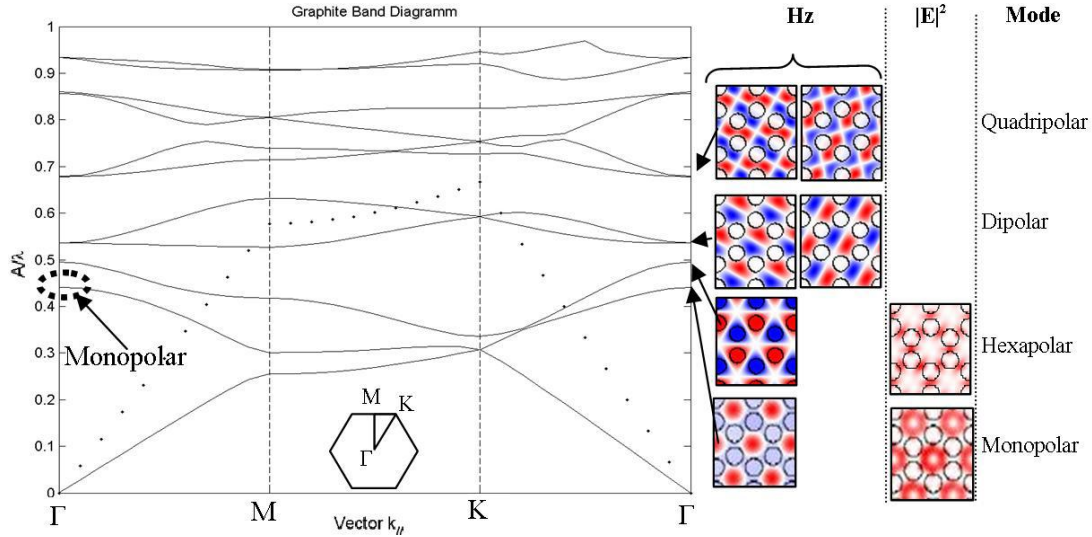 Graphite Band Diagramm
Hz
|E|²
Mode
1
0.9
0.8
0.7
0.6
0.5
0.4
0.3
0.2
0.1
0
A/λ
Monopolar
M
K
Γ
Γ
M
K
Γ
Vector k//
Quadripolar
Dipolar
Hexapolar
Monopolar